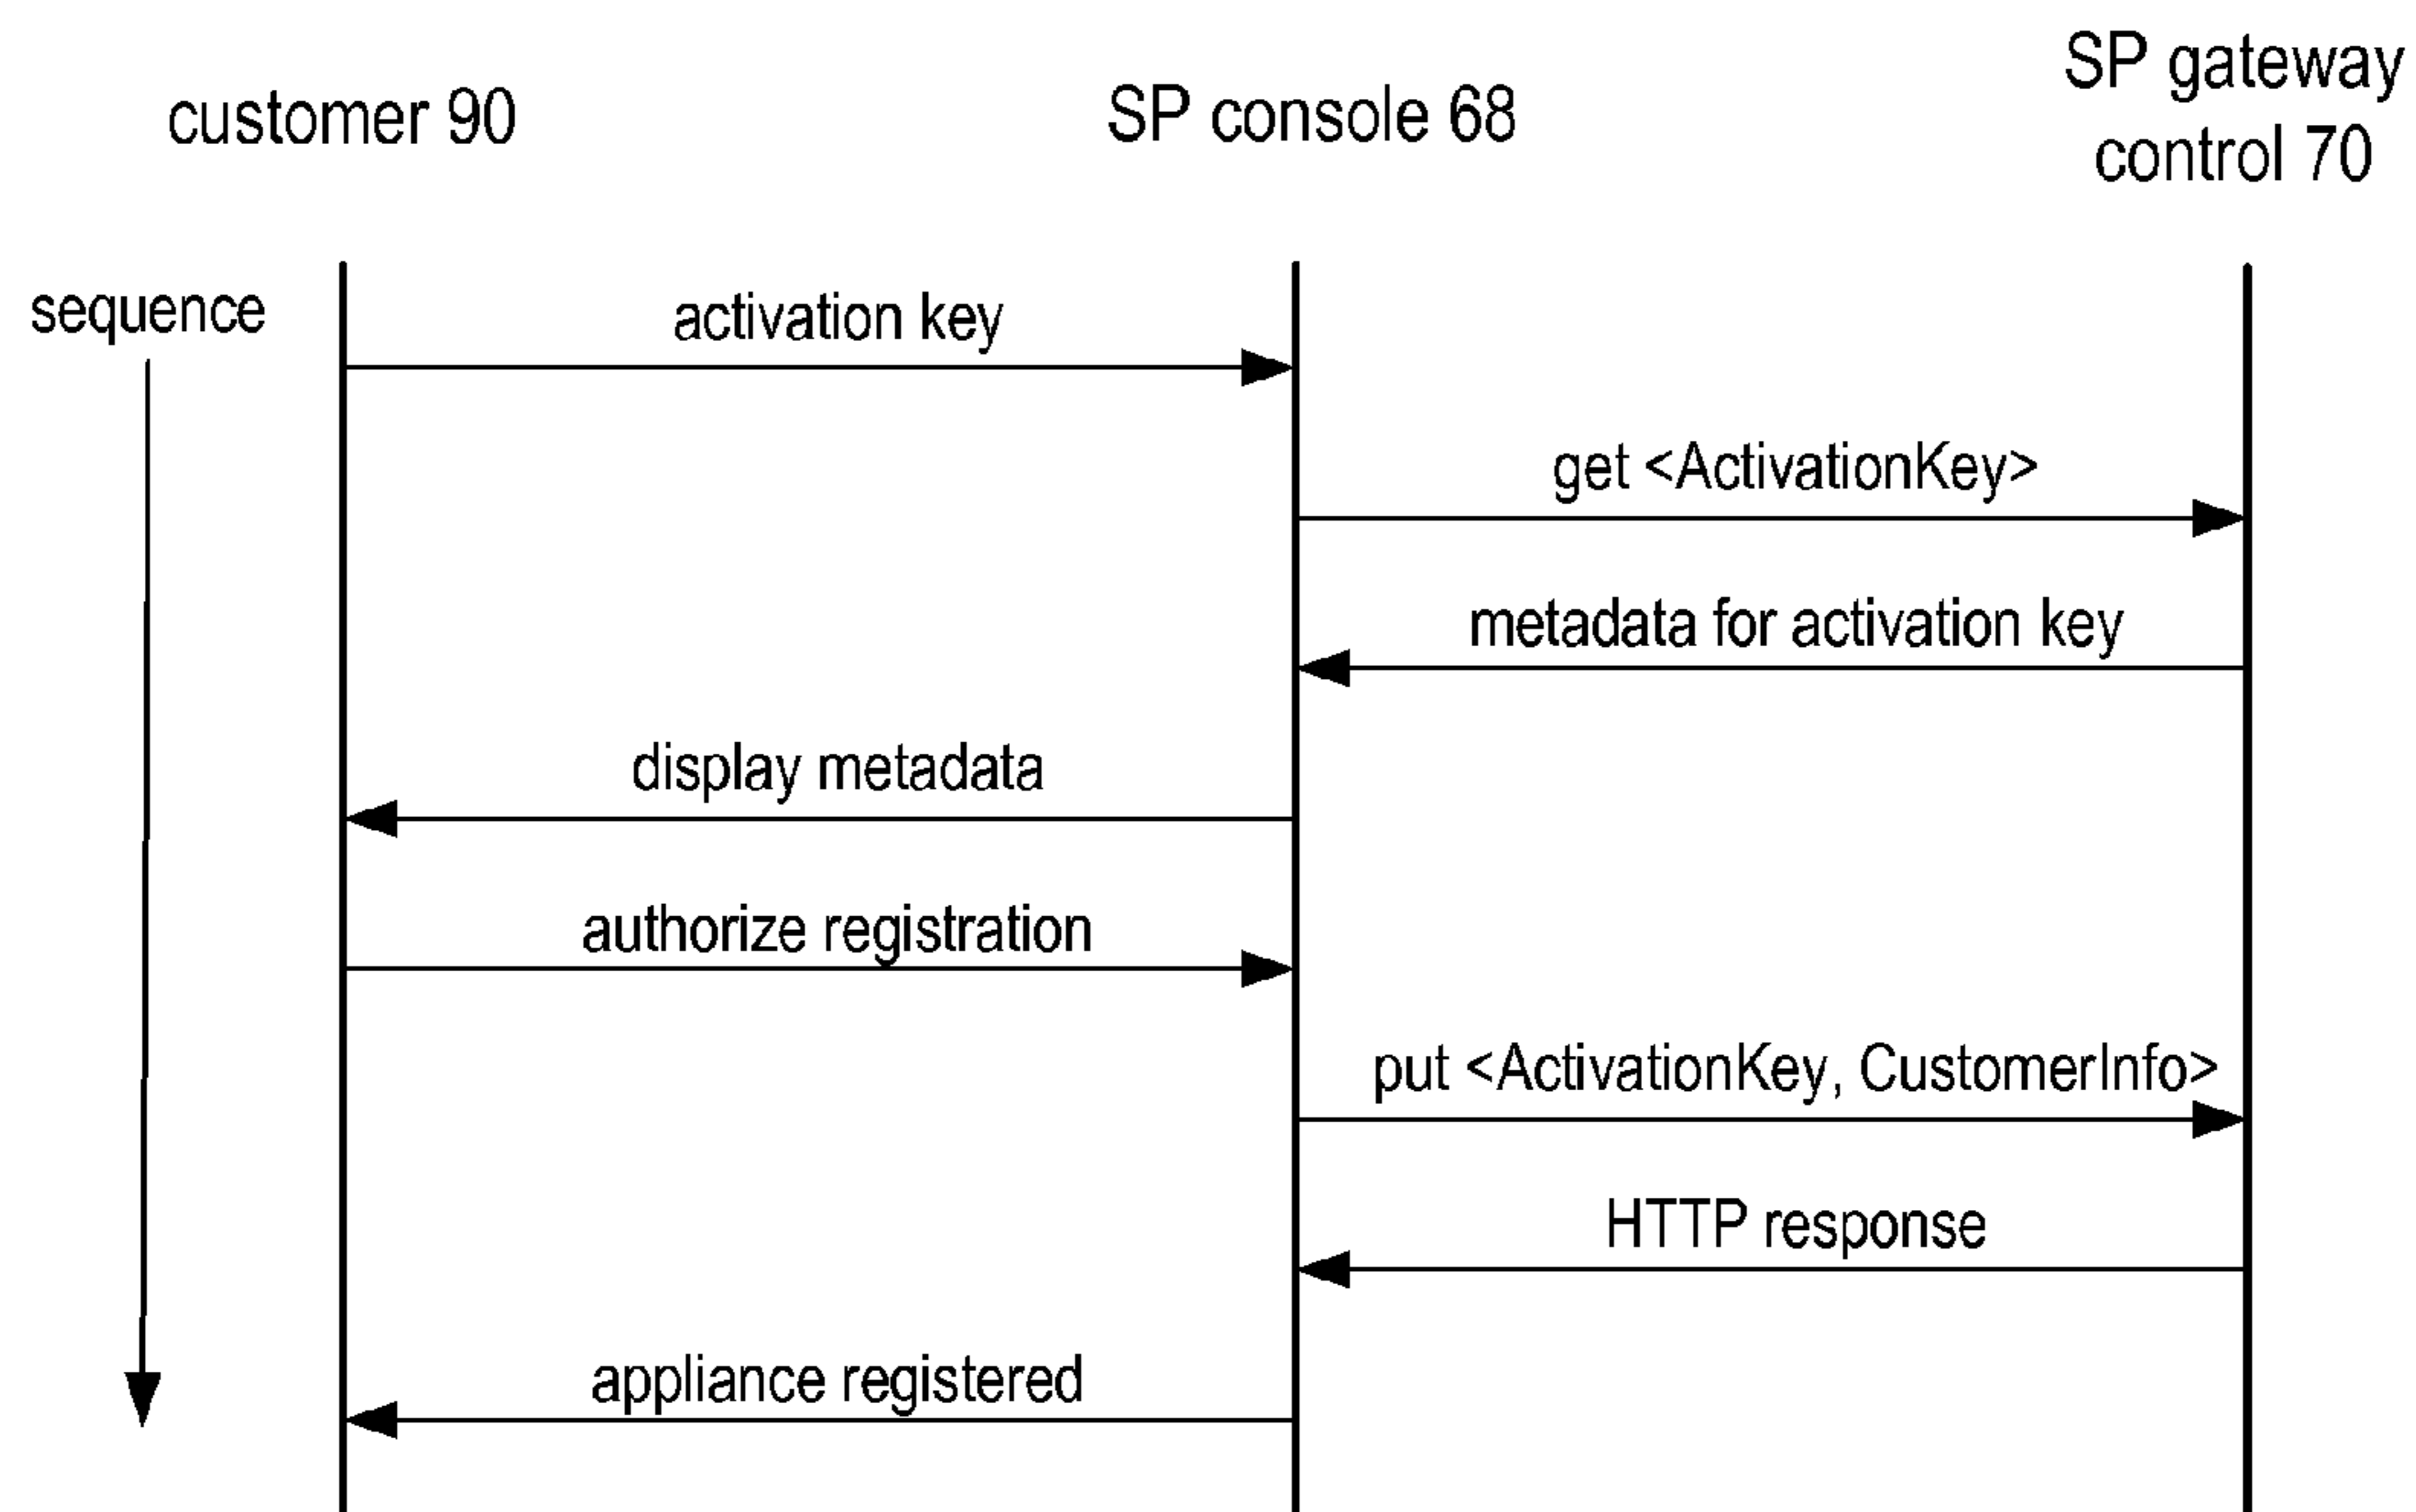 customer 90
SP console 68
SP gateway
control 70
sequence
activation key
get <ActivationKey>
metadata for activation key
display metadata
authorize registration
put <ActivationKey, CustomerInfo>
HTTP response
appliance registered